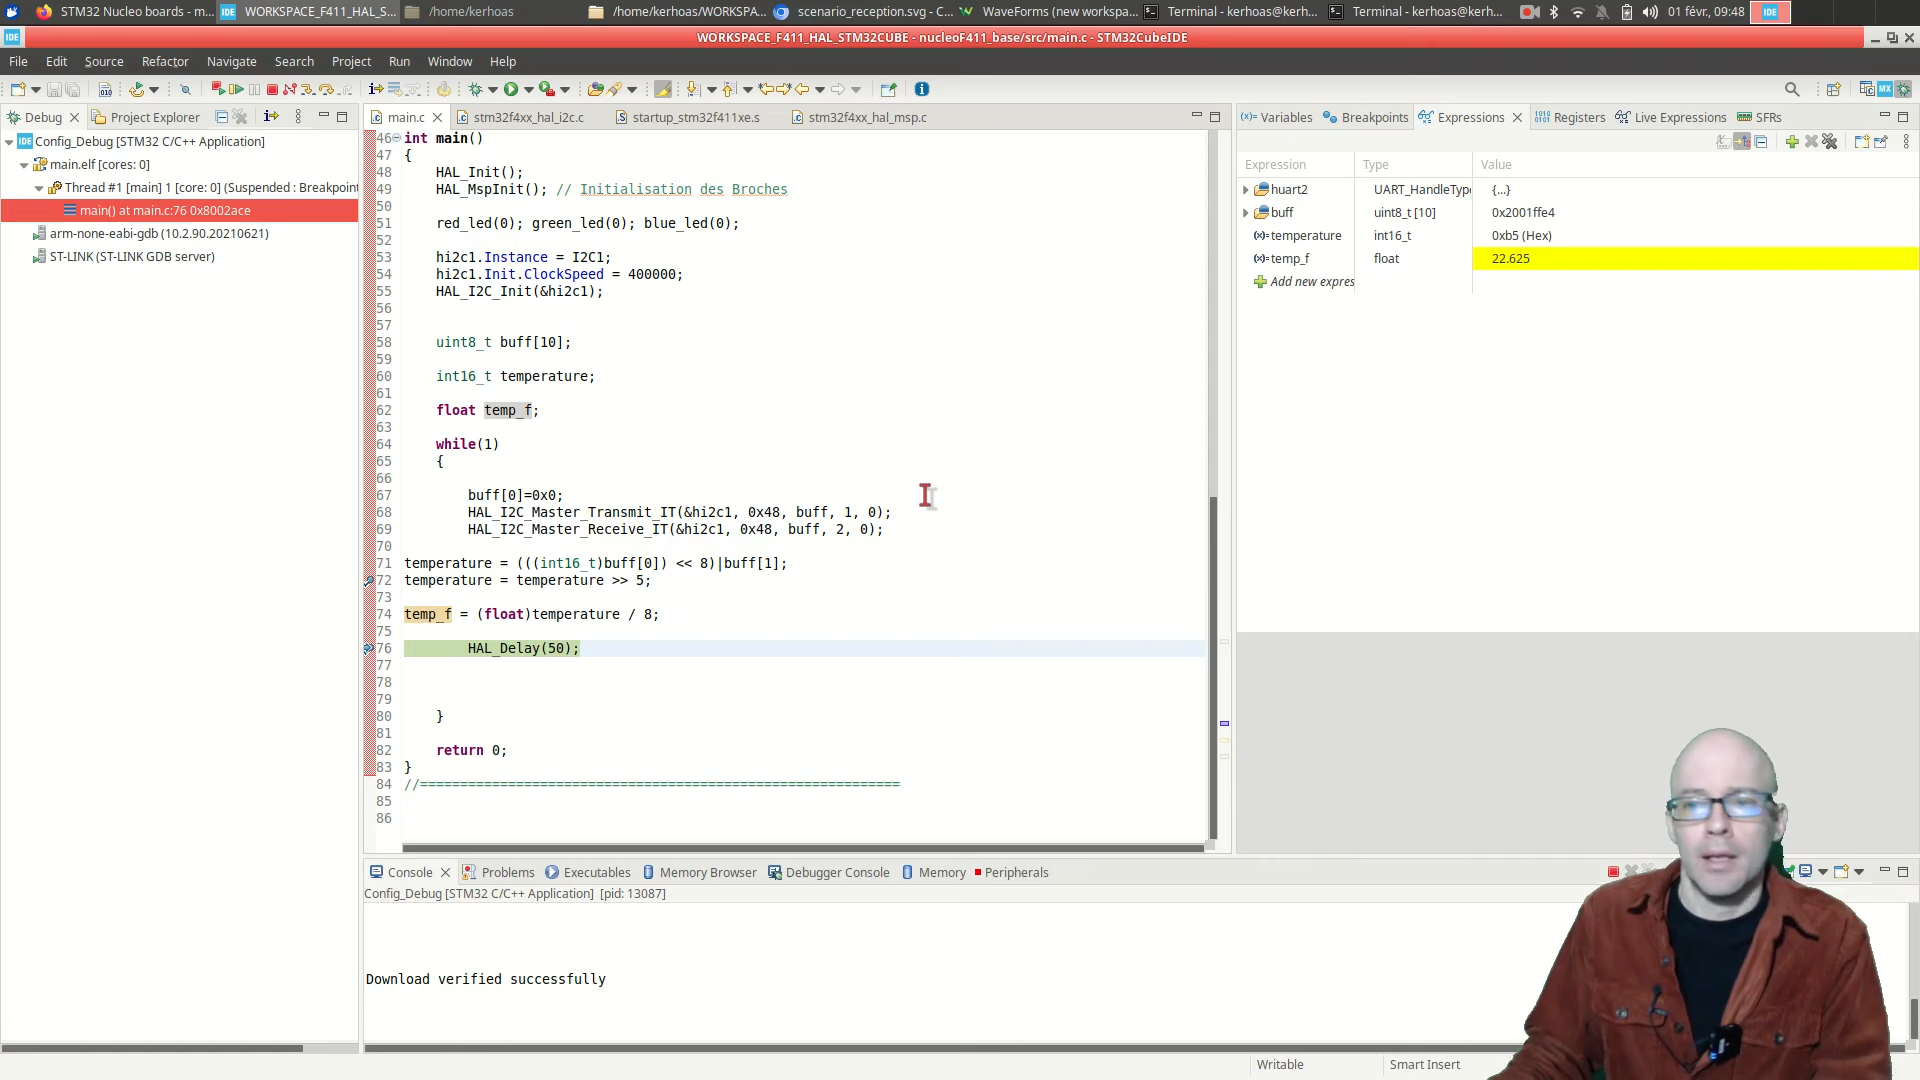 STM32 Nucleo boards - m...
IDE WORKSPACE_F411_HAL_S...
/home/kerhoas
/home/kerhoas/WORKSPA...
scenario_reception.svg - C...
WaveForms (new workspa...
Terminal - kerhoas@kerh...
Terminal - kerhoas@kerh...
01 févr., 09:48
IDE
IDE
WORKSPACE_F411_HAL_STM32CUBE - nucleoF411_base/src/main.c - STM32CubeIDE
File Edit Source Refactor Navigate Search Project Run Window Help
Debug
Project Explorer
IDE Config_Debug [STM32 C/C++ Application]
main.elf [cores: 0]
Thread #1 [main] 1 [core: 0] (Suspended : Breakpoint
main() at main.c:76 0x8002ace
arm-none-eabi-gdb (10.2.90.20210621)
ST-LINK (ST-LINK GDB server)
main.c
stm32f4xx_hal_i2c.c
startup_stm32f411xe.s
stm32f4xx_hal_msp.c
46 int main()
47 {
48 HAL_Init();
49 HAL_MspInit(); // Initialisation des Broches
50
51 red_led(0); green_led(0); blue_led(0);
52
53 hi2c1.Instance = I2C1;
54 hi2c1.Init.ClockSpeed = 400000;
55 HAL_I2C_Init(&hi2c1);
56
57
58 uint8_t buff[10];
59
60 int16_t temperature;
61
62 float temp_f;
63
64 while(1)
65 {
66
67 buff[0]=0x0;
68 HAL_I2C_Master_Transmit_IT(&hi2c1, 0x48, buff, 1, 0);
69 HAL_I2C_Master_Receive_IT(&hi2c1, 0x48, buff, 2, 0);
70
71 temperature = (((int16_t)buff[0]) << 8)|buff[1];
72 temperature = temperature >> 5;
73
74 temp_f = (float)temperature / 8;
75
76 HAL_Delay(50);
77
78
79
80 }
81
82 return 0;
83 }
84 //============================================================
85
86
Variables
Breakpoints
Expressions
Registers
Live Expressions
SFRs
Expression Type Value
huart2 UART_HandleType {...}
buff uint8_t [10] 0x2001ffe4
temperature int16_t 0xb5 (Hex)
temp_f float 22.625
Add new expres
Console
Problems
Executables
Memory Browser
Debugger Console
Memory
Peripherals
Config_Debug [STM32 C/C++ Application] [pid: 13087]
Download verified successfully
Writable
Smart Insert